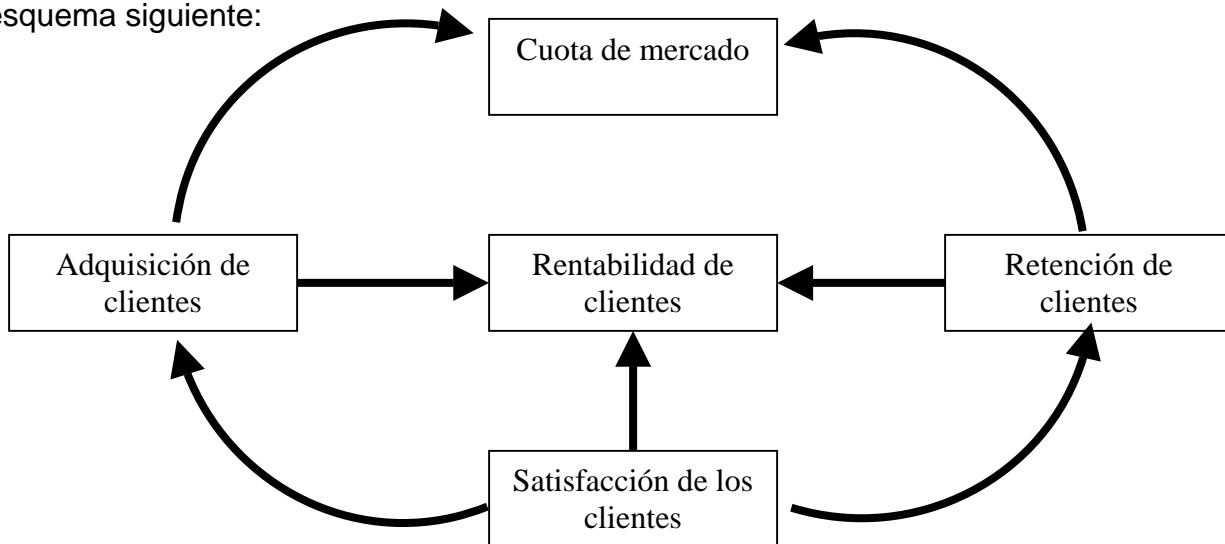 esquema siguiente:
Cuota de mercado
Adquisición de
clientes
Rentabilidad de
clientes
Retención de
clientes
Satisfacción de los
clientes